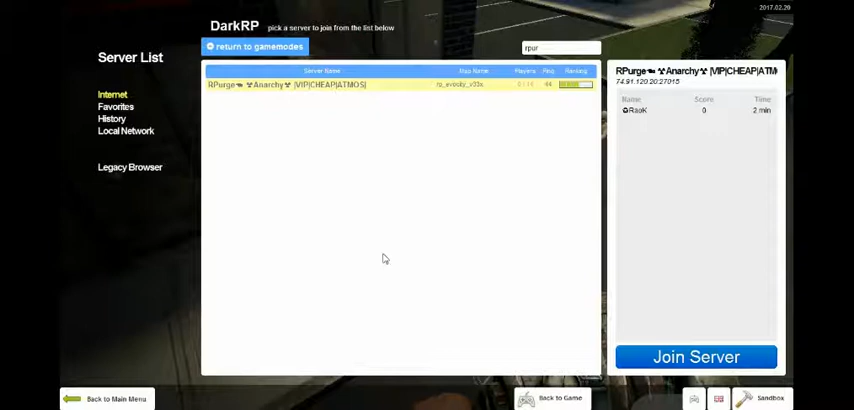 2017.02.20
DarkRP pick a server to join from the list below
return to gamemodes
rpur
Server List
Internet
Favorites
History
Local Network
Legacy Browser
Server Name Map Name Players Ping Ranking
RPurge Anarchy |VIP|CHEAP|ATMOS| 44
RPurge Anarchy |VIP|CHEAP|ATM
74.91.120.20:27015
Name Score Time
RaoK 0 2 min
Join Server
Back to Main Menu
Back to Game
Sandbox